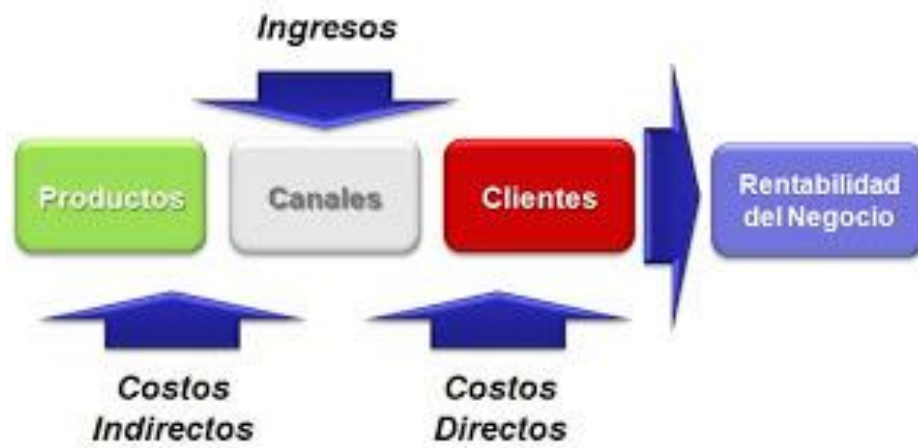 Ingresos
Productos
Canales
Clientes
Rentabilidad
del Negocio
Costos
Indirectos
Costos
Directos